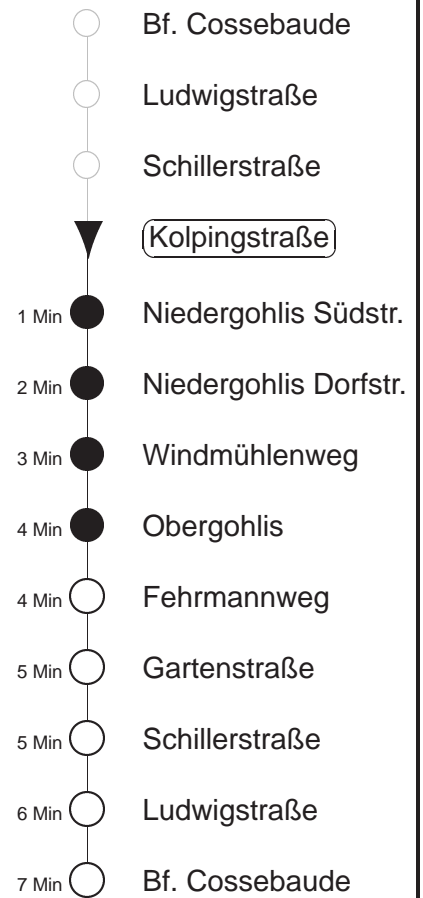 Bf. Cossebaude
Ludwigstraße
Schillerstraße
Kolpingstraße
1 Min Niedergohlis Südstr.
2 Min Niedergohlis Dorfstr.
3 Min Windmühlenweg
4 Min Obergohlis
4 Min Fehrmannweg
5 Min Gartenstraße
5 Min Schillerstraße
6 Min Ludwigstraße
7 Min Bf. Cossebaude